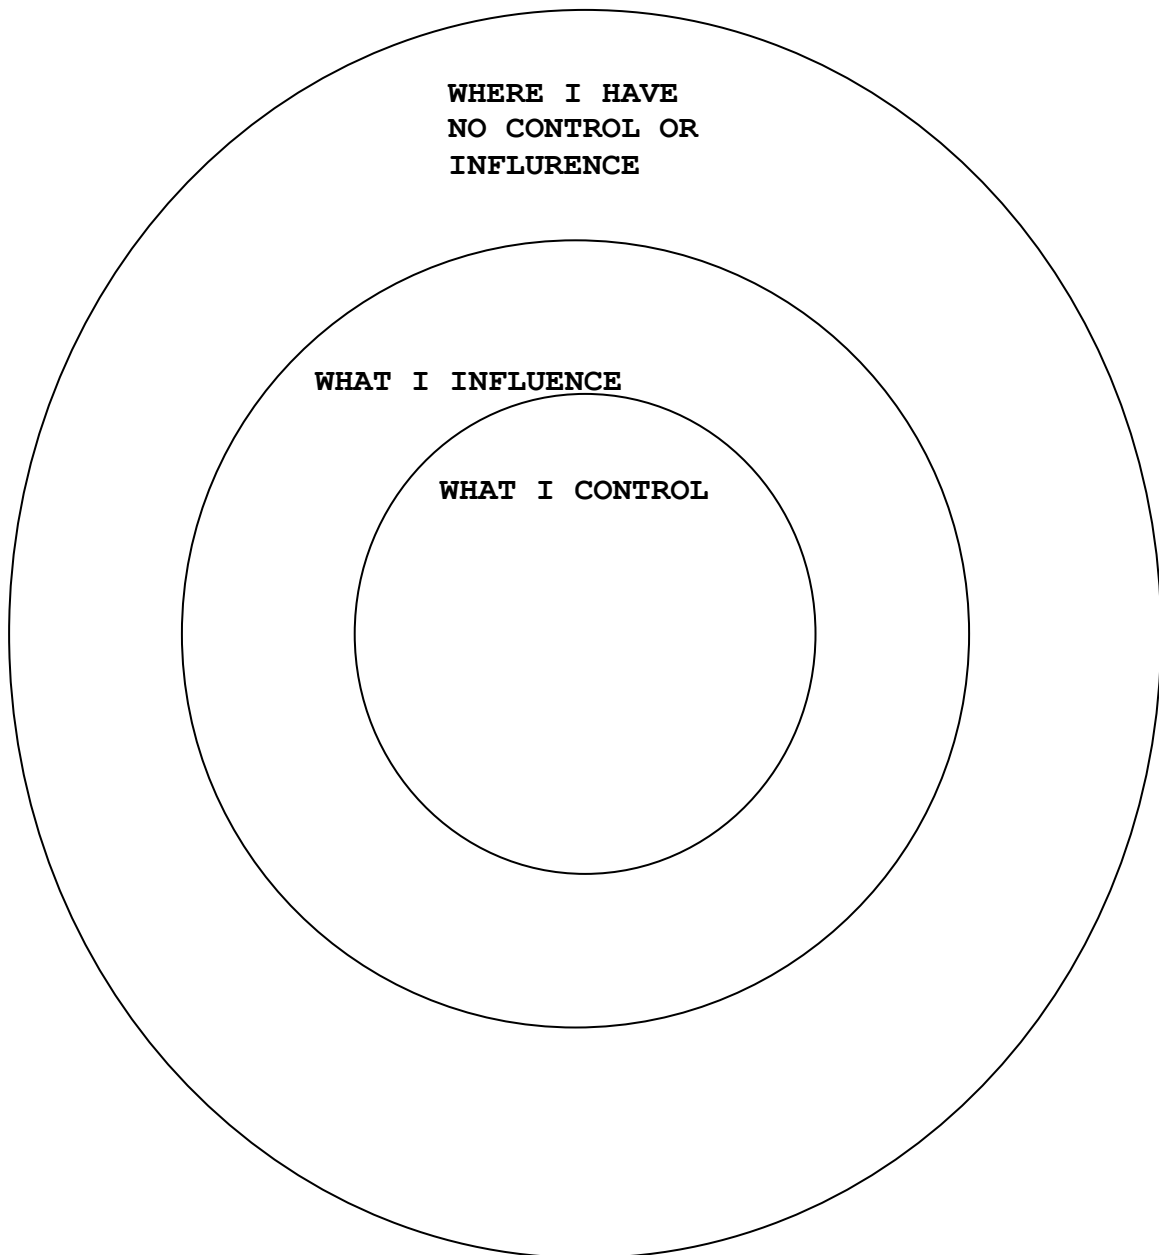 WHERE I HAVE
NO CONTROL OR
INFLURENCE
WHAT I INFLUENCE
WHAT I CONTROL